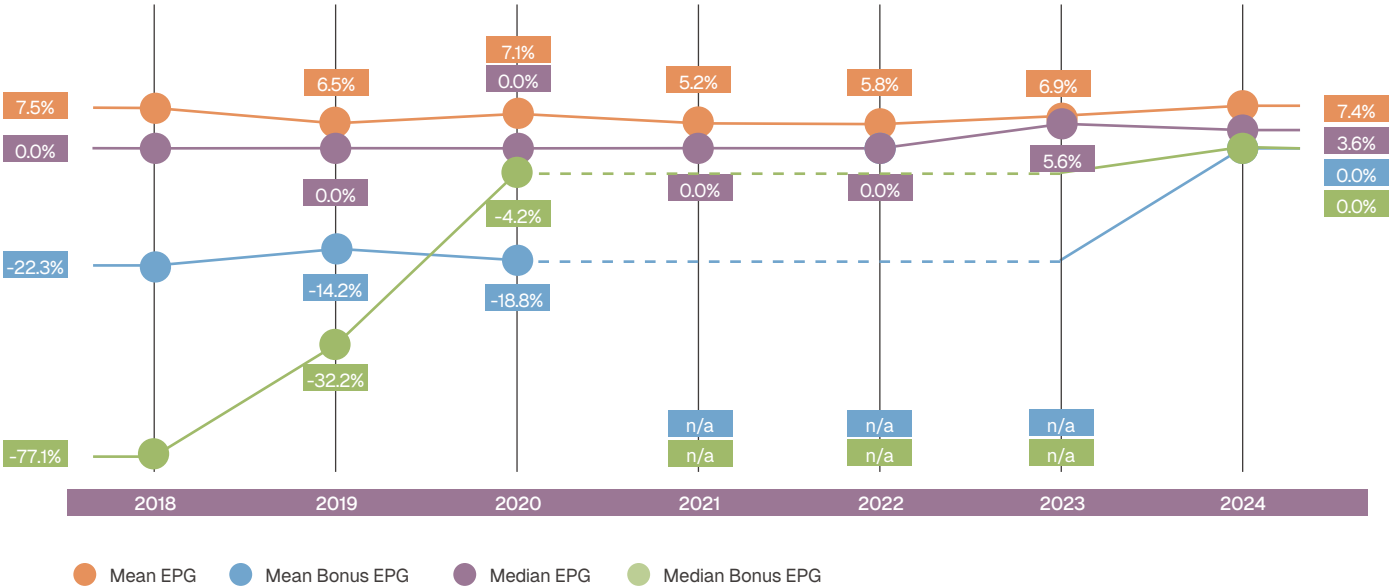 7.1%
6.5%
0.0%
5.2%
5.8%
6.9%
7.5%
7.4%
0.0%
3.6%
5.6%
0.0%
0.0%
0.0%
0.0%
0.0%
-4.2%
-22.3%
-14.2%
-18.8%
-32.2%
n/a
n/a
n/a
-77.1%
n/a
n/a
n/a
2018 2019 2020 2021 2022 2023 2024
Mean EPG Mean Bonus EPG Median EPG Median Bonus EPG